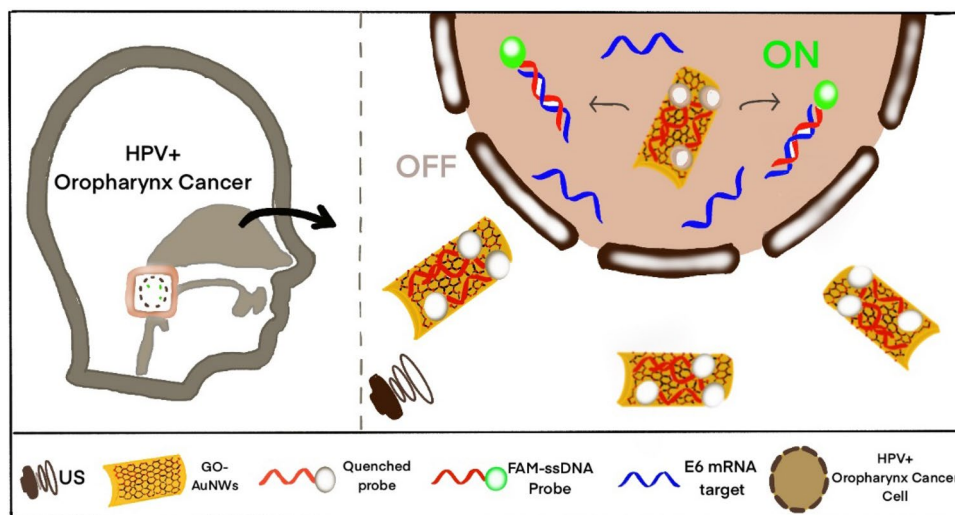 HPV+
Oropharynx Cancer
OFF
ON
US
GO-
AuNWs
Quenched
probe
FAM-ssDNA
Probe
E6 mRNA
target
HPV+
Oropharynx Cancer
Cell